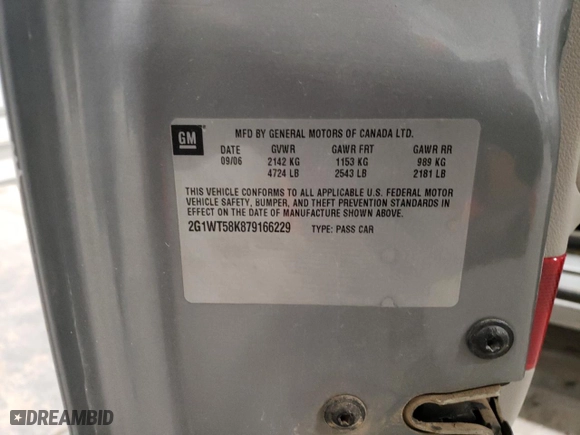 GM
MFD BY GENERAL MOTORS OF CANADA LTD.
DATE GVWR GAWR FRT GAWR RR
09/06 2142 KG 1153 KG 989 KG
4724 LB 2543 LB 2181 LB
THIS VEHICLE CONFORMS TO ALL APPLICABLE U.S. FEDERAL MOTOR
VEHICLE SAFETY, BUMPER, AND THEFT PREVENTION STANDARDS IN
EFFECT ON THE DATE OF MANUFACTURE SHOWN ABOVE.
2G1WT58K879166229 TYPE: PASS CAR
DREAMBID